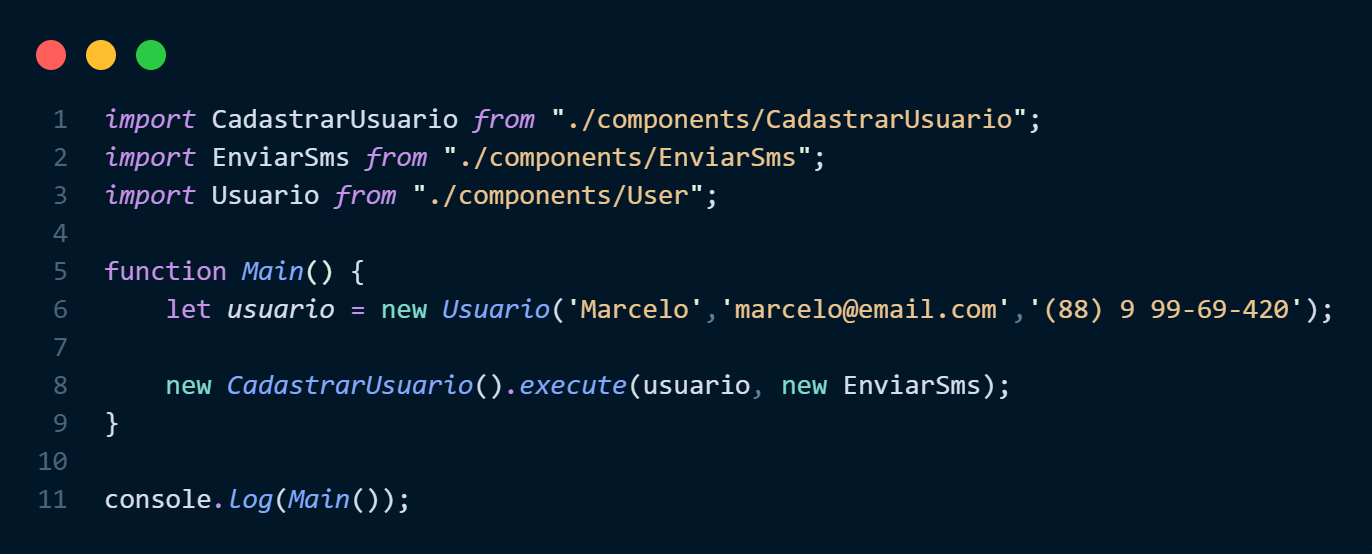 1 import CadastrarUsuario from "./components/CadastrarUsuario";
2 import EnviarSms from "./components/EnviarSms";
3 import Usuario from "./components/User";
4
5 function Main() {
6     let usuario = new Usuario('Marcelo','marcelo@email.com','(88) 9 99-69-420');
7
8     new CadastrarUsuario().execute(usuario, new EnviarSms);
9 }
10
11 console.log(Main());